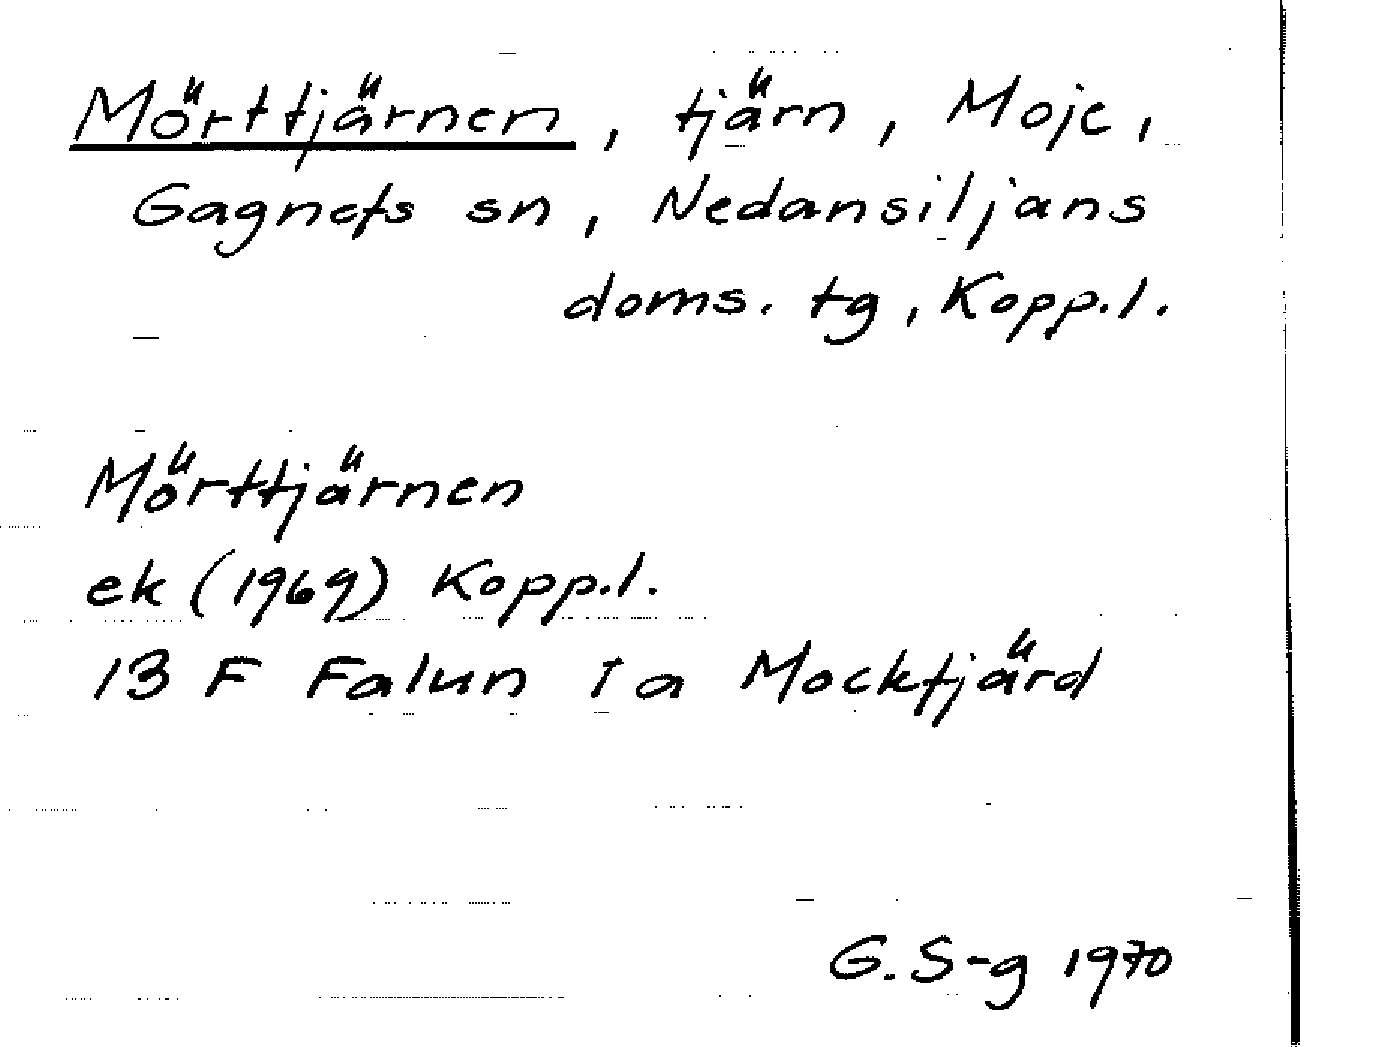 Mörttjärnen, tjärn, Moje,
Gagnefs sn, Nedansiljans
doms. tg, Kopp.l.
Mörttjärnen
ek (1969) Kopp.l.
13 F Falun 1 a Mockfjärd
G. S-g 1970